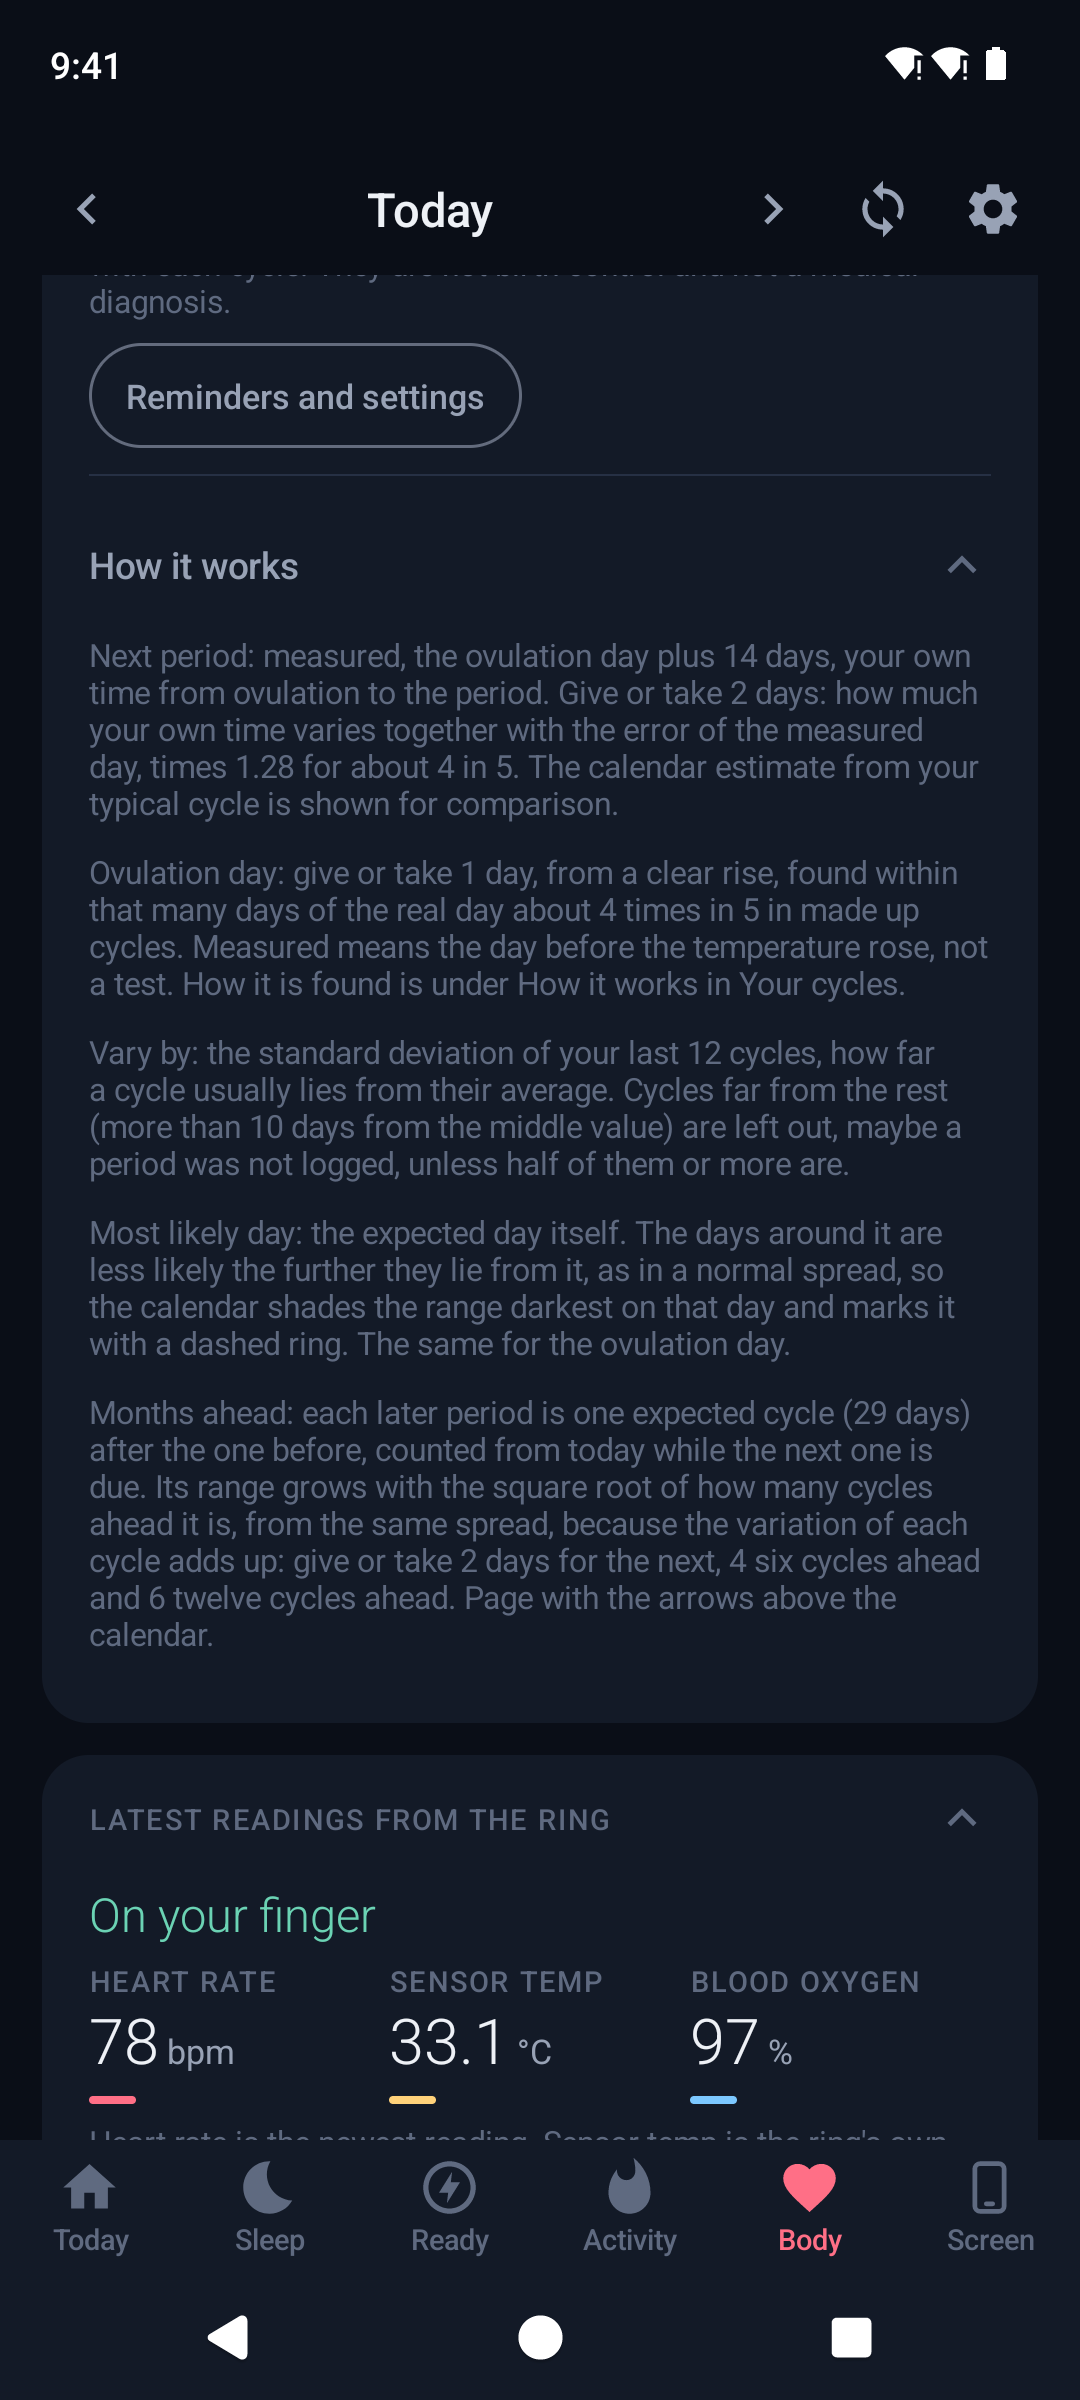 9:41
Today
diagnosis.
Reminders and settings
How it works
Next period: measured, the ovulation day plus 14 days, your own
time from ovulation to the period. Give or take 2 days: how much
your own time varies together with the error of the measured
day, times 1.28 for about 4 in 5. The calendar estimate from your
typical cycle is shown for comparison.
Ovulation day: give or take 1 day, from a clear rise, found within
that many days of the real day about 4 times in 5 in made up
cycles. Measured means the day before the temperature rose, not
a test. How it is found is under How it works in Your cycles.
Vary by: the standard deviation of your last 12 cycles, how far
a cycle usually lies from their average. Cycles far from the rest
(more than 10 days from the middle value) are left out, maybe a
period was not logged, unless half of them or more are.
Most likely day: the expected day itself. The days around it are
less likely the further they lie from it, as in a normal spread, so
the calendar shades the range darkest on that day and marks it
with a dashed ring. The same for the ovulation day.
Months ahead: each later period is one expected cycle (29 days)
after the one before, counted from today while the next one is
due. Its range grows with the square root of how many cycles
ahead it is, from the same spread, because the variation of each
cycle adds up: give or take 2 days for the next, 4 six cycles ahead
and 6 twelve cycles ahead. Page with the arrows above the
calendar.
LATEST READINGS FROM THE RING
On your finger
HEART RATE SENSOR TEMP BLOOD OXYGEN
78 bpm 33.1 °C 97 %
Heart rate is the newest reading. Sensor temp is the ring's own
Today Sleep Ready Activity Body Screen